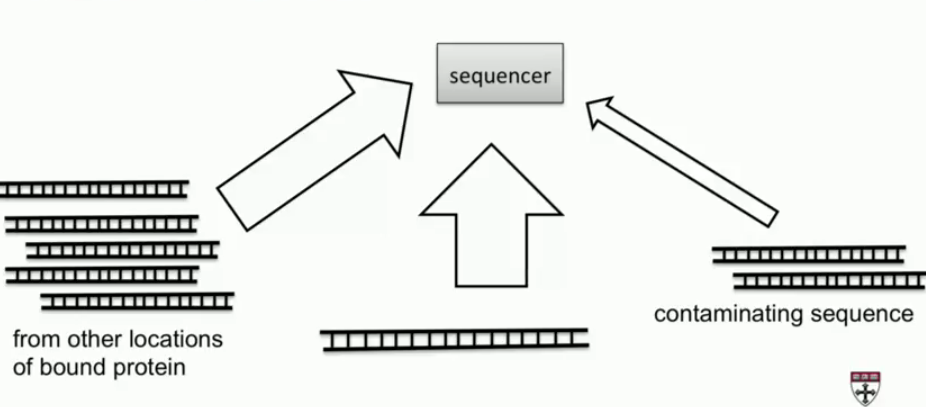 sequencer
from other locations
of bound protein
contaminating sequence